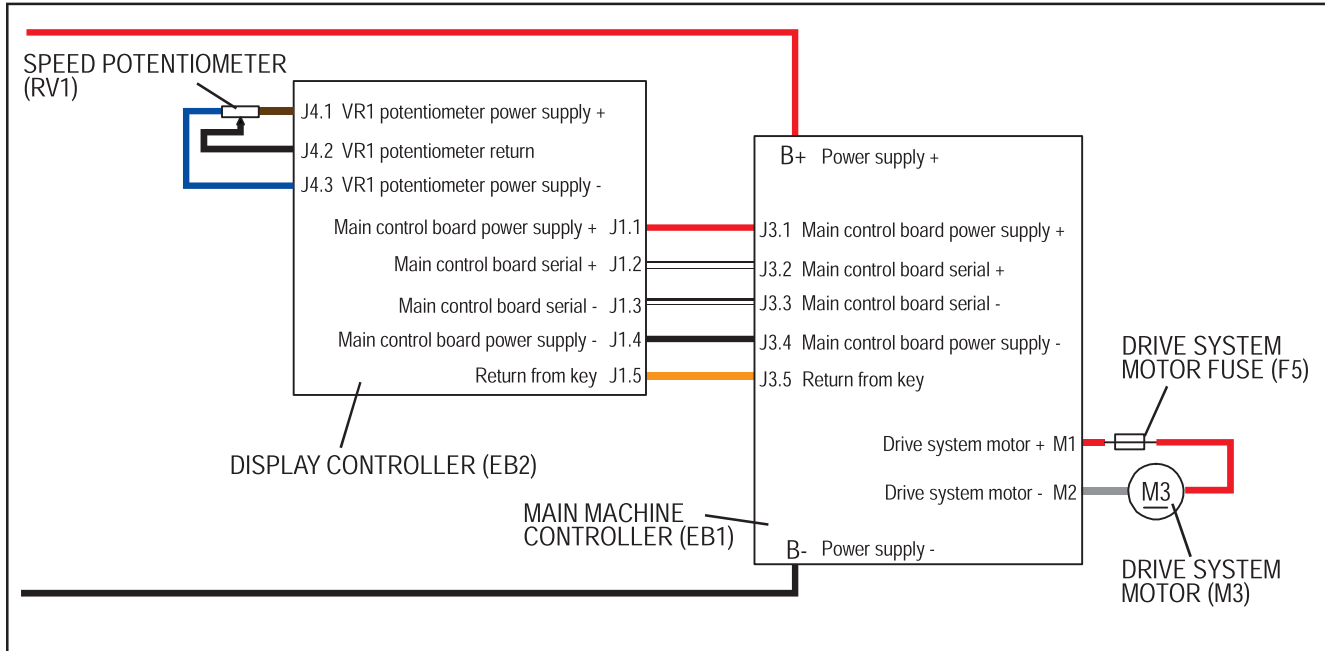 SPEED POTENTIOMETER
(RV1)
J4.1 VR1 potentiometer power supply +
J4.2 VR1 potentiometer return
J4.3 VR1 potentiometer power supply -
Main control board power supply + J1.1
Main control board serial + J1.2
Main control board serial - J1.3
Main control board power supply - J1.4
Return from key J1.5
DISPLAY CONTROLLER (EB2)
B+ Power supply +
J3.1 Main control board power supply +
J3.2 Main control board serial +
J3.3 Main control board serial -
J3.4 Main control board power supply -
J3.5 Return from key
Drive system motor + M1
Drive system motor - M2
B- Power supply -
MAIN MACHINE
CONTROLLER (EB1)
DRIVE SYSTEM
MOTOR FUSE (F5)
M3
DRIVE SYSTEM
MOTOR (M3)